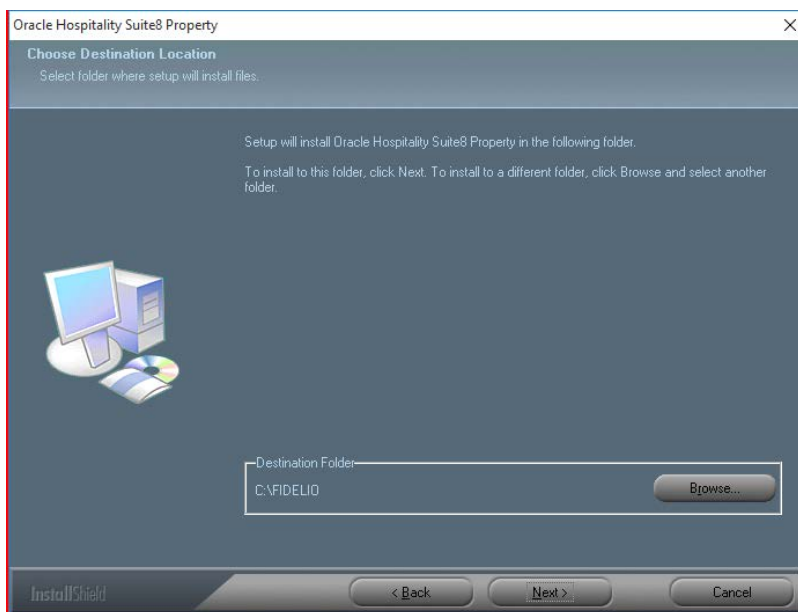 Oracle Hospitality Suite8 Property
Choose Destination Location
Select folder where setup will install files.
Setup will install Oracle Hospitality Suite8 Property in the following folder.
To install to this folder, click Next. To install to a different folder, click Browse and select another
folder.
Destination Folder
C:\FIDELIO
Browse...
InstallShield
< Back
Next >
Cancel